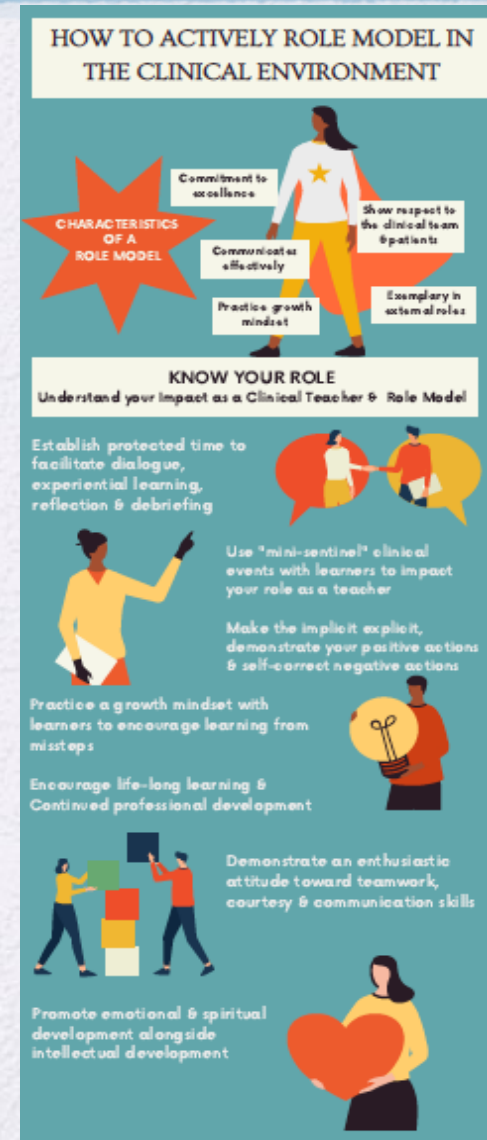 HOW TO ACTIVELY ROLE MODEL IN
THE CLINICAL ENVIRONMENT
CHARACTERISTICS
OF A
ROLE MODEL
Commitment to
excellence
Show respect to
the clinical team
& patients
Communicates
effectively
Practice growth
mindset
Exemplary in
external roles
KNOW YOUR ROLE
Understand your Impact as a Clinical Teacher & Role Model
Establish protected time to
facilitate dialogue,
experiential learning,
reflection & debriefing
Use "mini-sentinel" clinical
events with learners to impact
your role as a teacher
Make the implicit explicit,
demonstrate your positive actions
& self-correct negative actions
Practice a growth mindset with
learners to encourage learning from
missteps
Encourage life-long learning &
Continued professional development
Demonstrate an enthusiastic
attitude toward teamwork,
courtesy & communication skills
Promote emotional & spiritual
development alongside
intellectual development